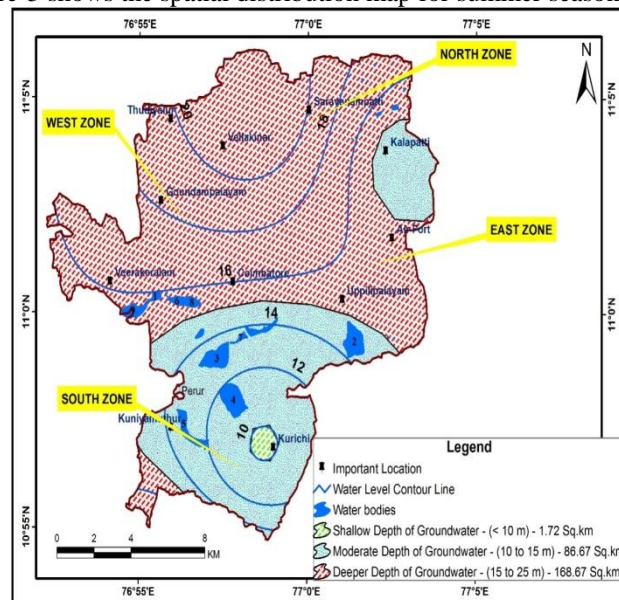 shows the spatial distribution map for summer season
76°55'E
77°0'E
77°5'E
N
NORTH ZONE
11°5'N
11°5'N
Saravanampatti
20
18
WEST ZONE
Vellakinar
Kalapatti
Goundampalayam
EAST ZONE
Air Port
Veerakeralam
16
Coimbatore
Uppilipalayam
6
8
11°0'N
11°0'N
14
2
3
12
SOUTH ZONE
Perur
4
5
10
Kurichi
Legend
Important Location
Water Level Contour Line
Water bodies
Shallow Depth of Groundwater - (< 10 m) - 1.72 Sq.km
Moderate Depth of Groundwater - (10 to 15 m) - 86.67 Sq.km
Deeper Depth of Groundwater - (15 to 25 m) - 168.67 Sq.km
10°55'N
0 2 4 8
KM
76°55'E
77°0'E
77°5'E